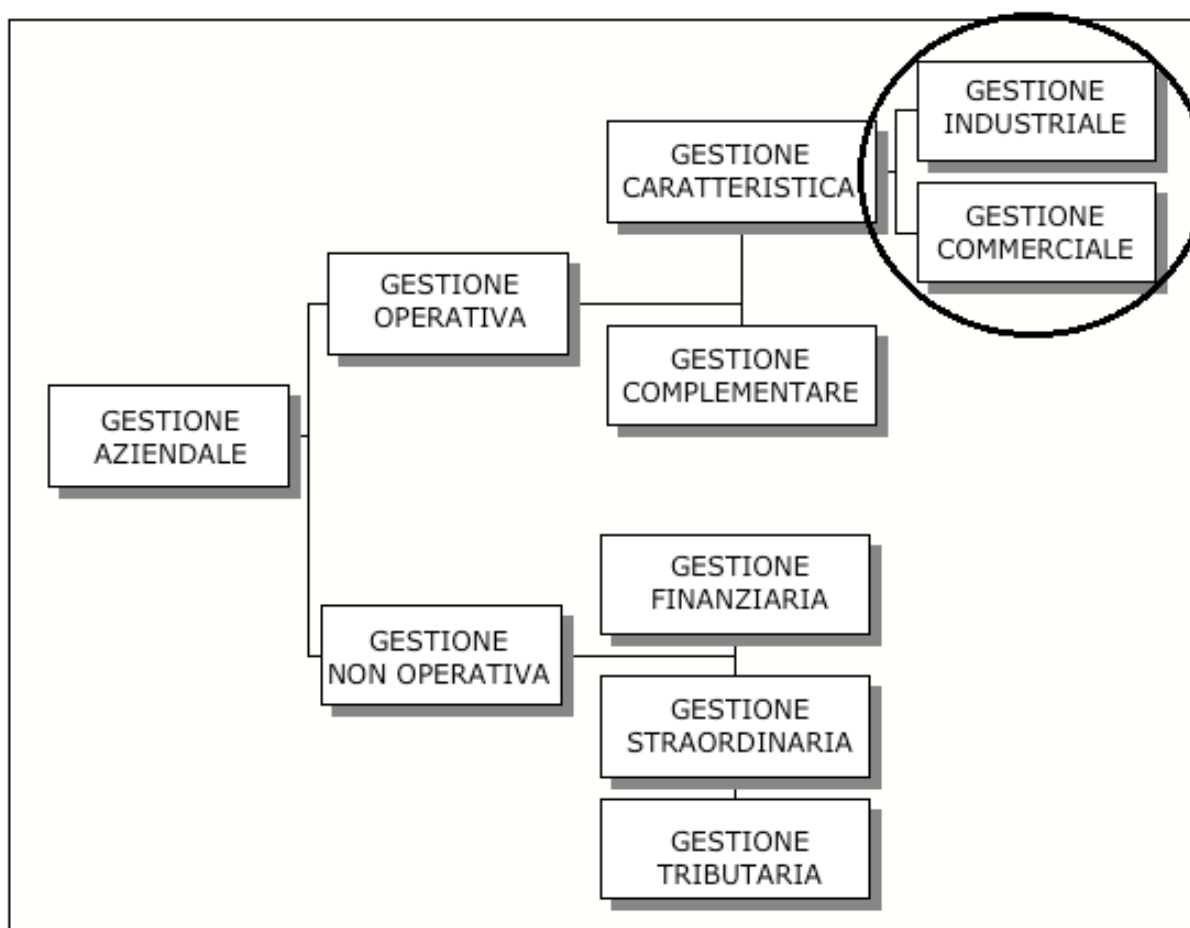 GESTIONE
INDUSTRIALE
GESTIONE
CARATTERISTICA
GESTIONE
COMMERCIALE
GESTIONE
OPERATIVA
GESTIONE
COMPLEMENTARE
GESTIONE
AZIENDALE
GESTIONE
FINANZIARIA
GESTIONE
NON OPERATIVA
GESTIONE
STRAORDINARIA
GESTIONE
TRIBUTARIA